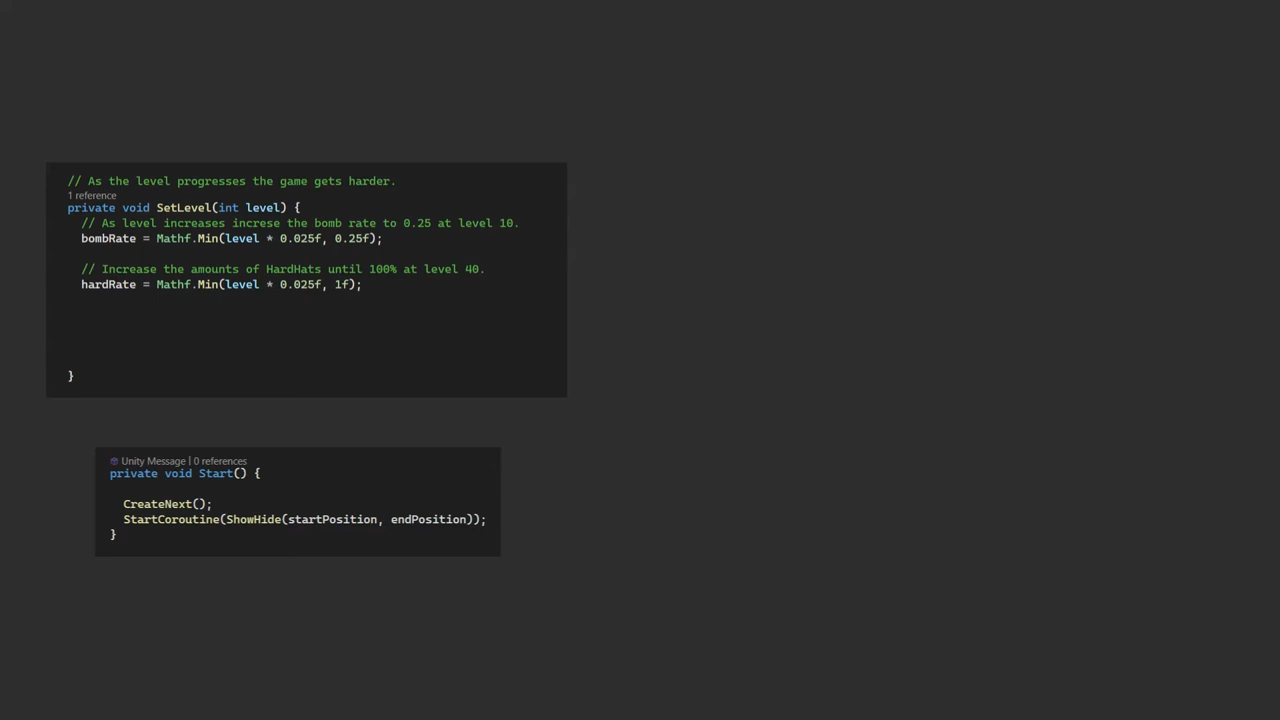 // As the level progresses the game gets harder.
1 reference
private void SetLevel(int level) {
// As level increases increse the bomb rate to 0.25 at level 10.
bombRate = Mathf.Min(level * 0.025f, 0.25f);
// Increase the amounts of HardHats until 100% at level 40.
hardRate = Mathf.Min(level * 0.025f, 1f);
}
Unity Message | 0 references
private void Start() {
CreateNext();
StartCoroutine(ShowHide(startPosition, endPosition));
}